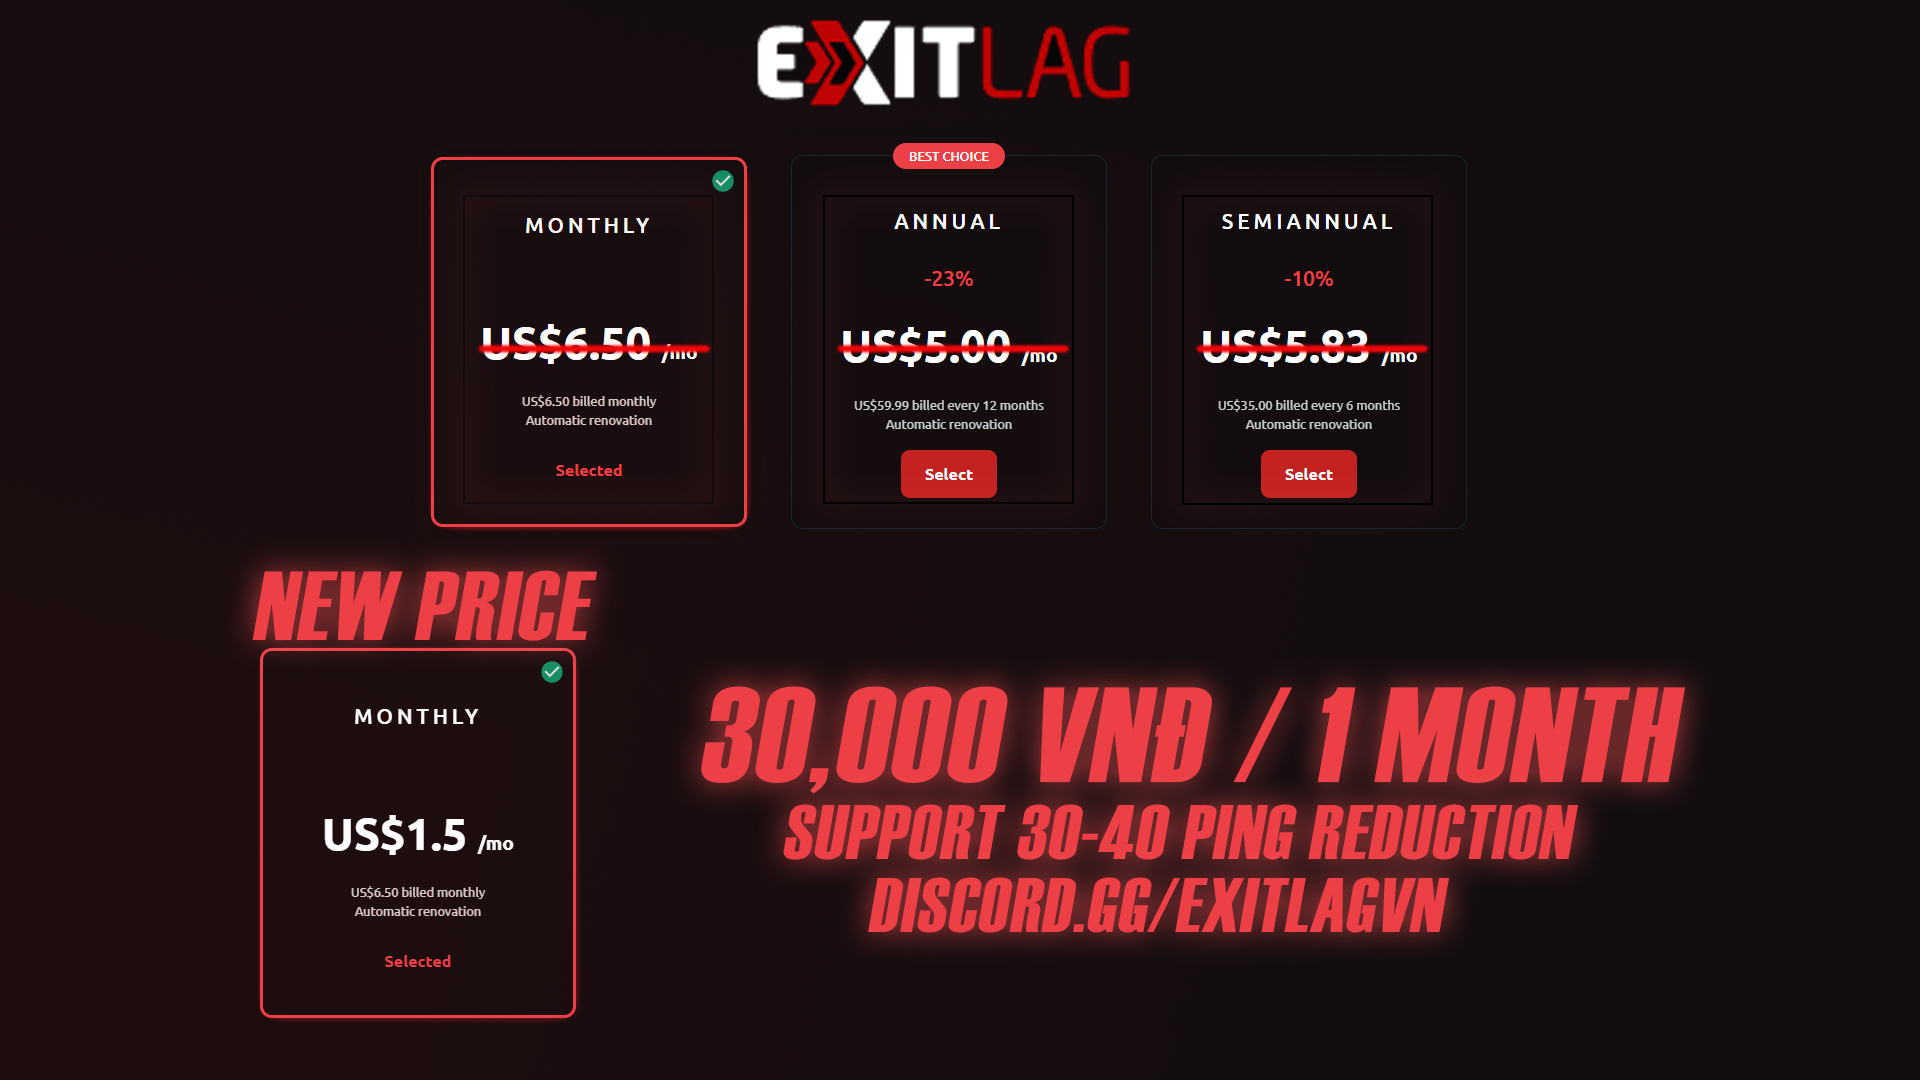 EXITLAG
MONTHLY
US$6.50 /mo
US$6.50 billed monthly
Automatic renovation
Selected
BEST CHOICE
ANNUAL
-23%
US$5.00 /mo
US$59.99 billed every 12 months
Automatic renovation
Select
SEMIANNUAL
-10%
US$5.83 /mo
US$35.00 billed every 6 months
Automatic renovation
Select
NEW PRICE
MONTHLY
US$1.5 /mo
US$6.50 billed monthly
Automatic renovation
Selected
30,000 VNĐ / 1 MONTH
SUPPORT 30-40 PING REDUCTION
DISCORD.GG/EXITLAGVN